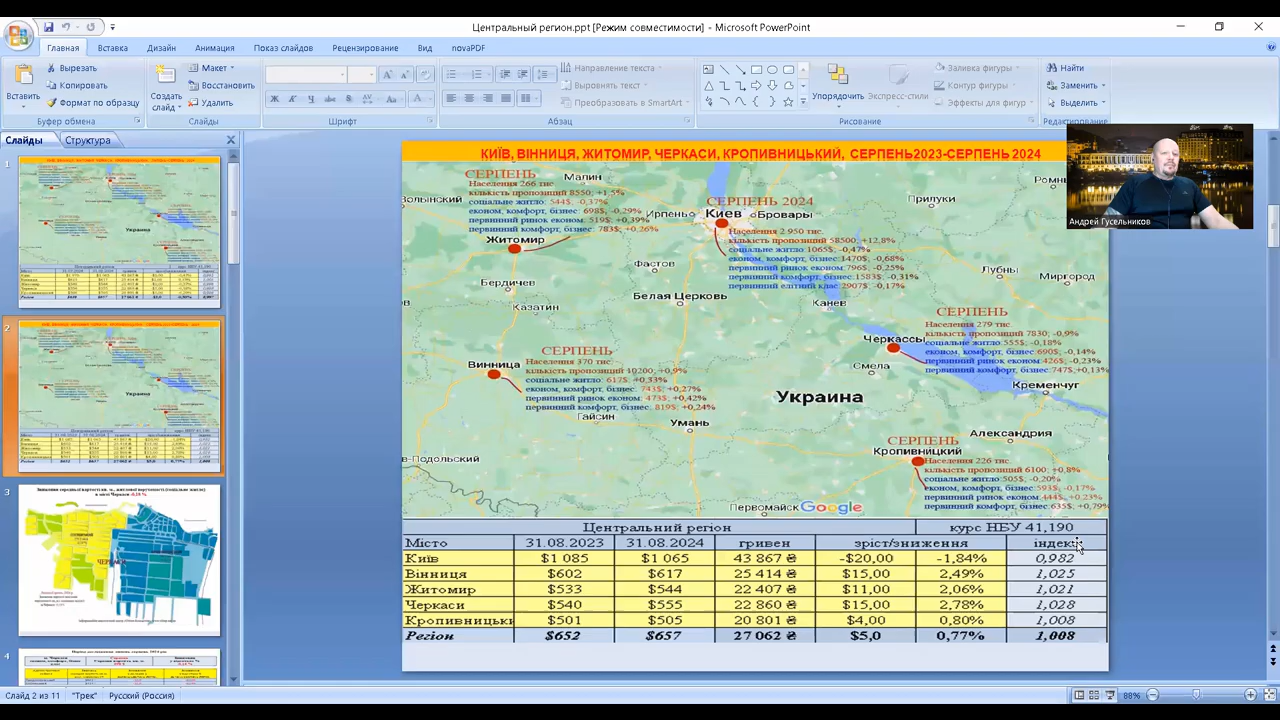 Центральный регион.ppt [Режим совместимости] - Microsoft PowerPoint
Главная Вставка Дизайн Анимация Показ слайдов Рецензирование Вид novaPDF
Вставить
Вырезать
Копировать
Формат по образцу
Буфер обмена
Создать слайд
Макет
Восстановить
Удалить
Слайды
Шрифт
Направление текста
Выровнять текст
Преобразовать в SmartArt
Абзац
Упорядочить
Экспресс-стили
Заливка фигуры
Контур фигуры
Эффекты для фигур
Рисование
Найти
Заменить
Выделить
Редактирование
Слайды Структура
1
2
3
4
Андрей Гусельников
КИЇВ, ВІННИЦЯ, ЖИТОМИР, ЧЕРКАСИ, КРОПИВНИЦЬКИЙ, СЕРПЕНЬ2023-СЕРПЕНЬ 2024
СЕРПЕНЬ
Населення 266 тис
кількість пропозицій 8550, +1,5%
соціальне житло: 544$, -0,37%
економ, комфорт, бізнес: 698$, -0,29%
первинний ринок економ: 519$, +0,39%
первинний комфорт, бізнес: 783$, +0,26%
Житомир
Малин
Волынский
Ирпень
Киев
Бровары
Прилуки
Ромны
СЕРПЕНЬ 2024
Населення 2 950 тис
кількість пропозицій 58500, +12,8%
соціальне житло: 1065$, -0,47%
економ, комфорт, бізнес: 1470$, -0,68%
первинний ринок економ: 796$, -0,25%
первинний комфорт, бізнес: 1583$, -0,31%
первинний елітний клас: 2907$, -0,17%
Фастов
Бердичев
Белая Церковь
Казатин
Канев
Лубны
Миргород
СЕРПЕНЬ
Населення 279 тис
кількість пропозицій 7830, -0,9%
соціальне житло 555$, -0,18%
економ, комфорт, бізнес: 690$, -0,14%
первинний ринок економ: 426$, -0,23%
первинний комфорт, бізнес: 747$, +0,13%
Черкассы
Смела
Кременчуг
СЕРПЕНЬ
Населення 370 тис
кількість пропозицій 10200, +0,9%
соціальне житло: 617$, +0,33%
економ, комфорт, бізнес: 743$, +0,27%
первинний ринок економ: 473$, +0,42%
первинний комфорт, бізнес: 819$, +0,24%
Винница
Гайсин
Умань
Украина
Александрия
в-Подольский
Первомайск
Google
СЕРПЕНЬ
Кропивницкий
Населення 226 тис.
кількість пропозицій 6100, +0,8%
соціальне житло: 505$, -0,20%
економ, комфорт, бізнес: 593$, -0,17%
первинний ринок економ: 444$, +0,23%
первинний комфорт, бізнес: 635$, +0,79%
Центральний регіон курс НБУ 41,190
Місто 31.08.2023 31.08.2024 гривен зріст/зниження індекс
Київ $1 085 $1 065 43 867 ₴ -$20,00 -1,84% 0,982
Вінниця $602 $617 25 414 ₴ $15,00 2,49% 1,025
Житомир $533 $544 22 407 ₴ $11,00 2,06% 1,021
Черкаси $540 $555 22 860 ₴ $15,00 2,78% 1,028
Кропивницьки $501 $505 20 801 ₴ $4,00 0,80% 1,008
Регіон $652 $657 27 062 ₴ $5,0 0,77% 1,008
Слайд 2 из 11 "Трек" Русский (Россия) 88%